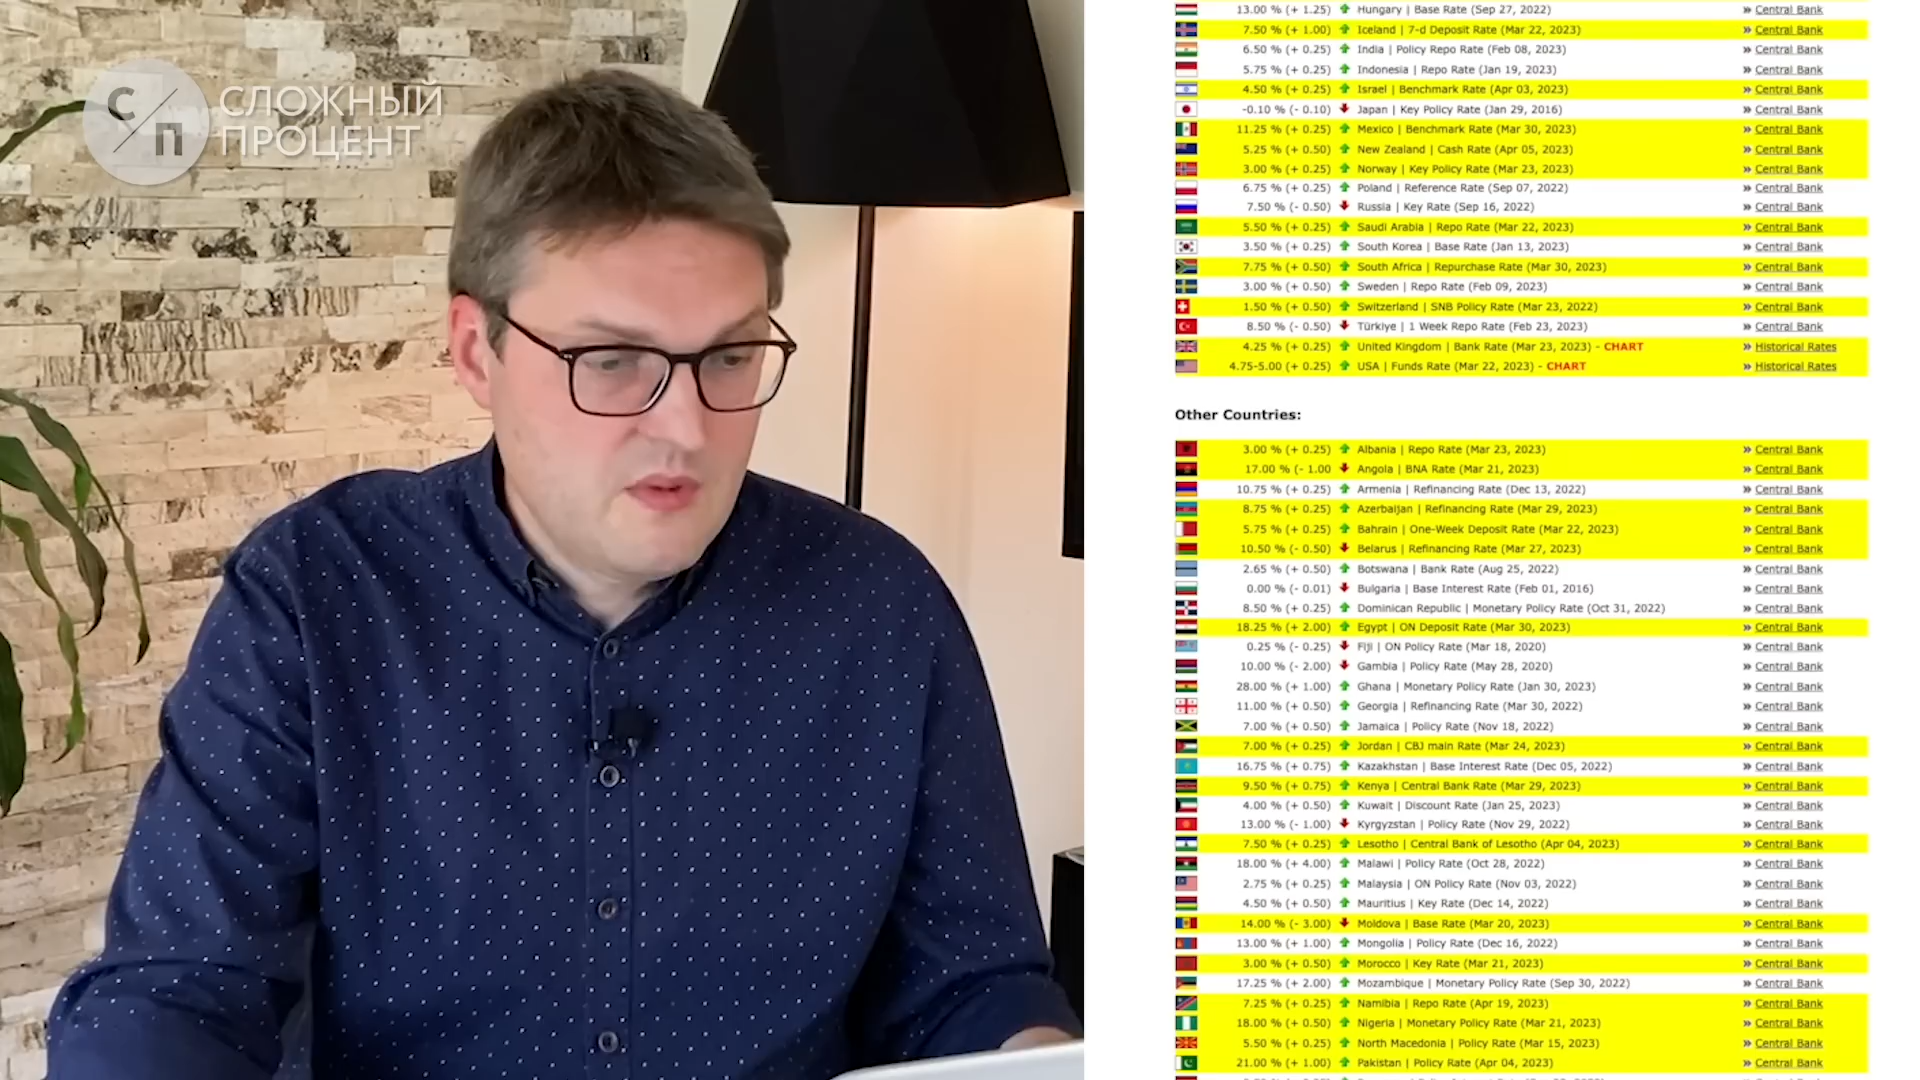 С/П
СЛОЖНЫЙ
ПРОЦЕНТ
13.00 % (+ 1.25) Hungary | Base Rate (Sep 27, 2022) » Central Bank
7.50 % (+ 1.00) Iceland | 7-d Deposit Rate (Mar 22, 2023) » Central Bank
6.50 % (+ 0.25) India | Policy Repo Rate (Feb 08, 2023) » Central Bank
5.75 % (+ 0.25) Indonesia | Repo Rate (Jan 19, 2023) » Central Bank
4.50 % (+ 0.25) Israel | Benchmark Rate (Apr 03, 2023) » Central Bank
-0.10 % (- 0.10) Japan | Key Policy Rate (Jan 29, 2016) » Central Bank
11.25 % (+ 0.25) Mexico | Benchmark Rate (Mar 30, 2023) » Central Bank
5.25 % (+ 0.50) New Zealand | Cash Rate (Apr 05, 2023) » Central Bank
3.00 % (+ 0.25) Norway | Key Policy Rate (Mar 23, 2023) » Central Bank
6.75 % (+ 0.25) Poland | Reference Rate (Sep 07, 2022) » Central Bank
7.50 % (- 0.50) Russia | Key Rate (Sep 16, 2022) » Central Bank
5.50 % (+ 0.25) Saudi Arabia | Repo Rate (Mar 22, 2023) » Central Bank
3.50 % (+ 0.25) South Korea | Base Rate (Jan 13, 2023) » Central Bank
7.75 % (+ 0.50) South Africa | Repurchase Rate (Mar 30, 2023) » Central Bank
3.00 % (+ 0.50) Sweden | Repo Rate (Feb 09, 2023) » Central Bank
1.50 % (+ 0.50) Switzerland | SNB Policy Rate (Mar 23, 2022) » Central Bank
8.50 % (- 0.50) Türkiye | 1 Week Repo Rate (Feb 23, 2023) » Central Bank
4.25 % (+ 0.25) United Kingdom | Bank Rate (Mar 23, 2023) - CHART » Historical Rates
4.75-5.00 (+ 0.25) USA | Funds Rate (Mar 22, 2023) - CHART » Historical Rates
Other Countries:
3.00 % (+ 0.25) Albania | Repo Rate (Mar 23, 2023) » Central Bank
17.00 % (- 1.00 Angola | BNA Rate (Mar 21, 2023) » Central Bank
10.75 % (+ 0.25) Armenia | Refinancing Rate (Dec 13, 2022) » Central Bank
8.75 % (+ 0.25) Azerbaijan | Refinancing Rate (Mar 29, 2023) » Central Bank
5.75 % (+ 0.25) Bahrain | One-Week Deposit Rate (Mar 22, 2023) » Central Bank
10.50 % (- 0.50) Belarus | Refinancing Rate (Mar 27, 2023) » Central Bank
2.65 % (+ 0.50) Botswana | Bank Rate (Aug 25, 2022) » Central Bank
0.00 % (- 0.01) Bulgaria | Base Interest Rate (Feb 01, 2016) » Central Bank
8.50 % (+ 0.25) Dominican Republic | Monetary Policy Rate (Oct 31, 2022) » Central Bank
18.25 % (+ 2.00) Egypt | ON Deposit Rate (Mar 30, 2023) » Central Bank
0.25 % (- 0.25) Fiji | ON Policy Rate (Mar 18, 2020) » Central Bank
10.00 % (- 2.00) Gambia | Policy Rate (May 28, 2020) » Central Bank
28.00 % (+ 1.00) Ghana | Monetary Policy Rate (Jan 30, 2023) » Central Bank
11.00 % (+ 0.50) Georgia | Refinancing Rate (Mar 30, 2022) » Central Bank
7.00 % (+ 0.50) Jamaica | Policy Rate (Nov 18, 2022) » Central Bank
7.00 % (+ 0.25) Jordan | CBJ main Rate (Mar 24, 2023) » Central Bank
16.75 % (+ 0.75) Kazakhstan | Base Interest Rate (Dec 05, 2022) » Central Bank
9.50 % (+ 0.75) Kenya | Central Bank Rate (Mar 29, 2023) » Central Bank
4.00 % (+ 0.50) Kuwait | Discount Rate (Jan 25, 2023) » Central Bank
13.00 % (- 1.00) Kyrgyzstan | Policy Rate (Nov 29, 2022) » Central Bank
7.50 % (+ 0.25) Lesotho | Central Bank of Lesotho (Apr 04, 2023) » Central Bank
18.00 % (+ 4.00) Malawi | Policy Rate (Oct 28, 2022) » Central Bank
2.75 % (+ 0.25) Malaysia | ON Policy Rate (Nov 03, 2022) » Central Bank
4.50 % (+ 0.50) Mauritius | Key Rate (Dec 14, 2022) » Central Bank
14.00 % (- 3.00) Moldova | Base Rate (Mar 20, 2023) » Central Bank
13.00 % (+ 1.00) Mongolia | Policy Rate (Dec 16, 2022) » Central Bank
3.00 % (+ 0.50) Morocco | Key Rate (Mar 21, 2023) » Central Bank
17.25 % (+ 2.00) Mozambique | Monetary Policy Rate (Sep 30, 2022) » Central Bank
7.25 % (+ 0.25) Namibia | Repo Rate (Apr 19, 2023) » Central Bank
18.00 % (+ 0.50) Nigeria | Monetary Policy Rate (Mar 21, 2023) » Central Bank
5.50 % (+ 0.25) North Macedonia | Policy Rate (Mar 15, 2023) » Central Bank
21.00 % (+ 1.00) Pakistan | Policy Rate (Apr 04, 2023) » Central Bank